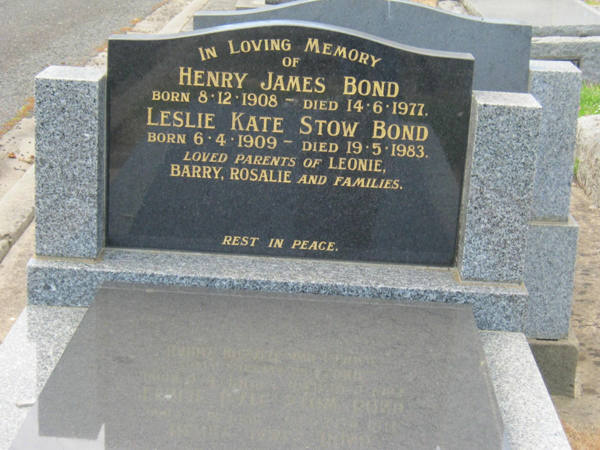 IN LOVING MEMORY
OF
HENRY JAMES BOND
BORN 8·12·1908 – DIED 14·6·1977.
LESLIE KATE STOW BOND
BORN 6·4·1909 – DIED 19·5·1983.
LOVED PARENTS OF LEONIE,
BARRY, ROSALIE AND FAMILIES.
REST IN PEACE.